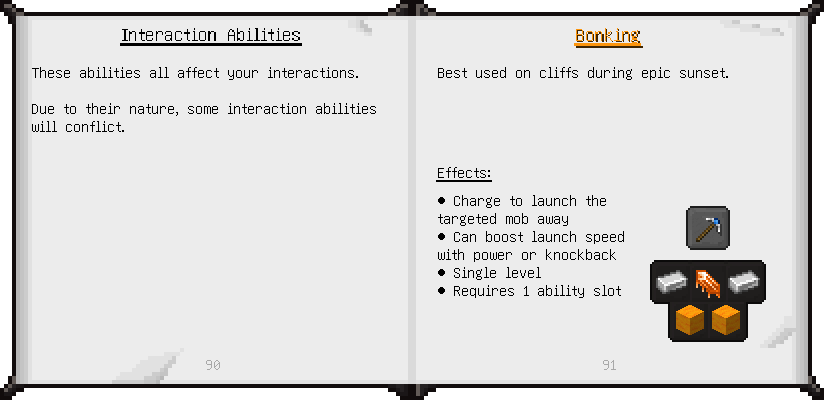 Interaction Abilities
These abilities all affect your interactions.
Due to their nature, some interaction abilities
will conflict.
90
Bonking
Best used on cliffs during epic sunset.
Effects:
● Charge to launch the
targeted mob away
● Can boost launch speed
with power or knockback
● Single level
● Requires 1 ability slot
91